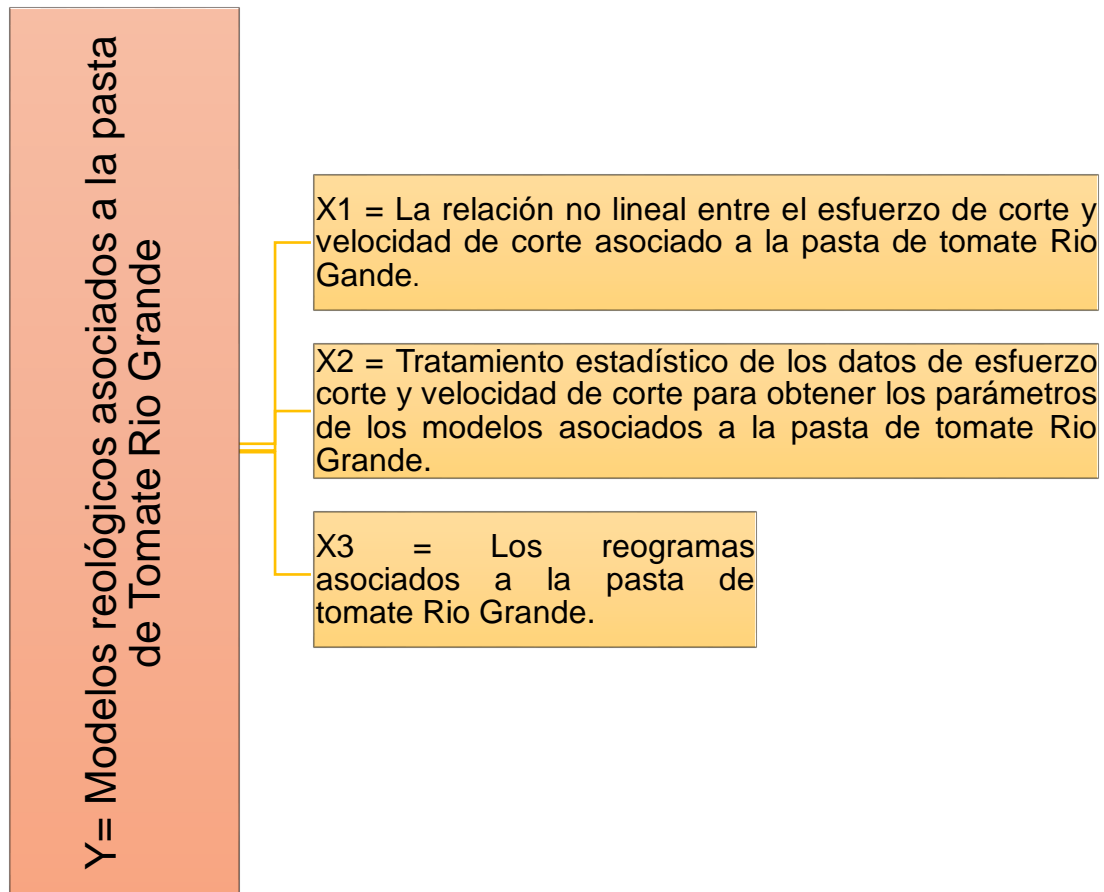 Y= Modelos reológicos asociados a la pasta
de Tomate Rio Grande
X1 = La relación no lineal entre el esfuerzo de corte y
velocidad de corte asociado a la pasta de tomate Rio
Gande.
X2 = Tratamiento estadístico de los datos de esfuerzo
corte y velocidad de corte para obtener los parámetros
de los modelos asociados a la pasta de tomate Rio
Grande.
X3 = Los reogramas
asociados a la pasta de
tomate Rio Grande.